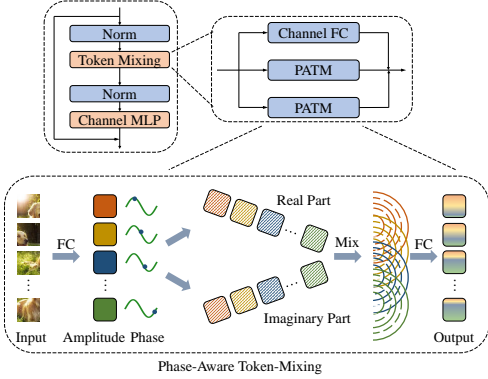 Norm
Token Mixing
Norm
Channel MLP
Channel FC
PATM
PATM
FC
Real Part
Mix
FC
Imaginary Part
Input
Amplitude Phase
Output
Phase-Aware Token-Mixing